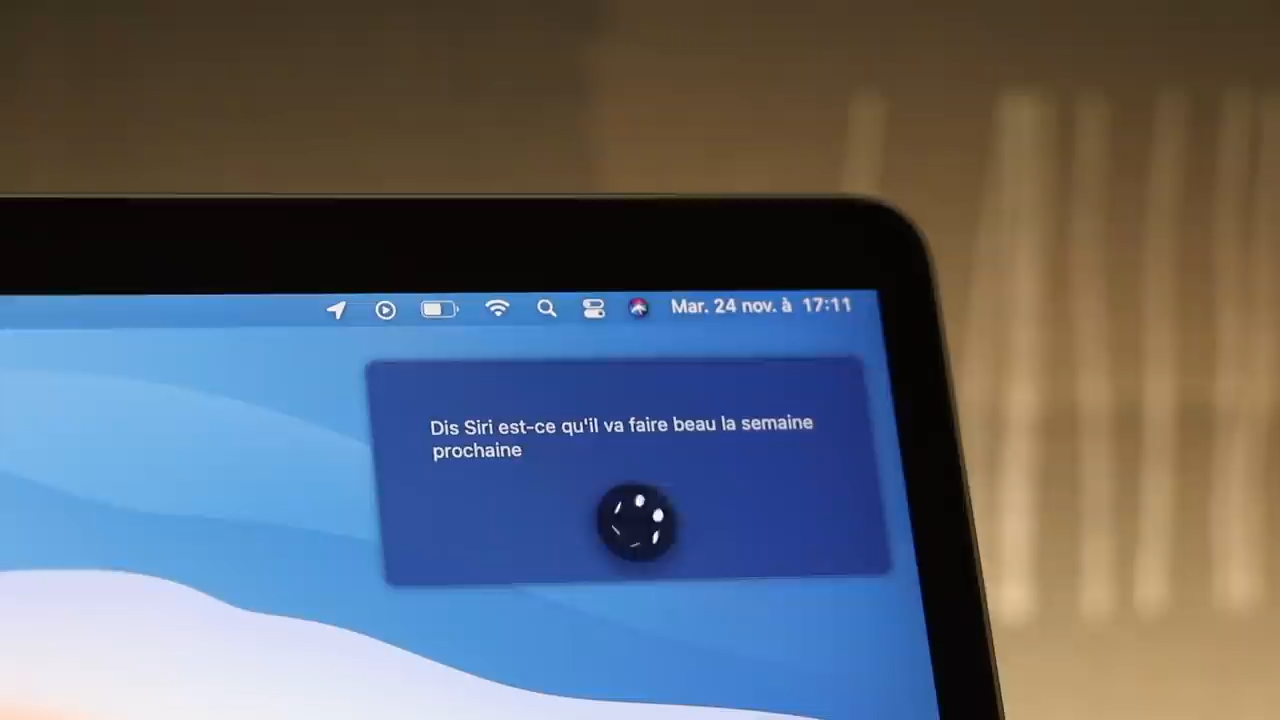 Mar. 24 nov. à 17:11
Dis Siri est-ce qu'il va faire beau la semaine
prochaine